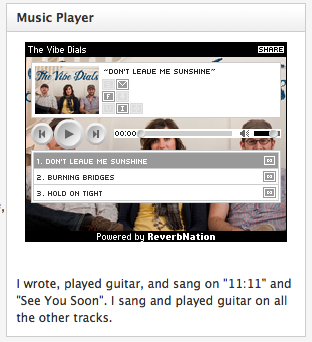 Music Player
The Vibe Dials SHARE
The Vibe Dials
"DON'T LEAVE ME SUNSHINE"
F
I
00:00
1. DON'T LEAVE ME SUNSHINE
2. BURNING BRIDGES
3. HOLD ON TIGHT
Powered by ReverbNation
I wrote, played guitar, and sang on "11:11" and
"See You Soon". I sang and played guitar on all
the other tracks.